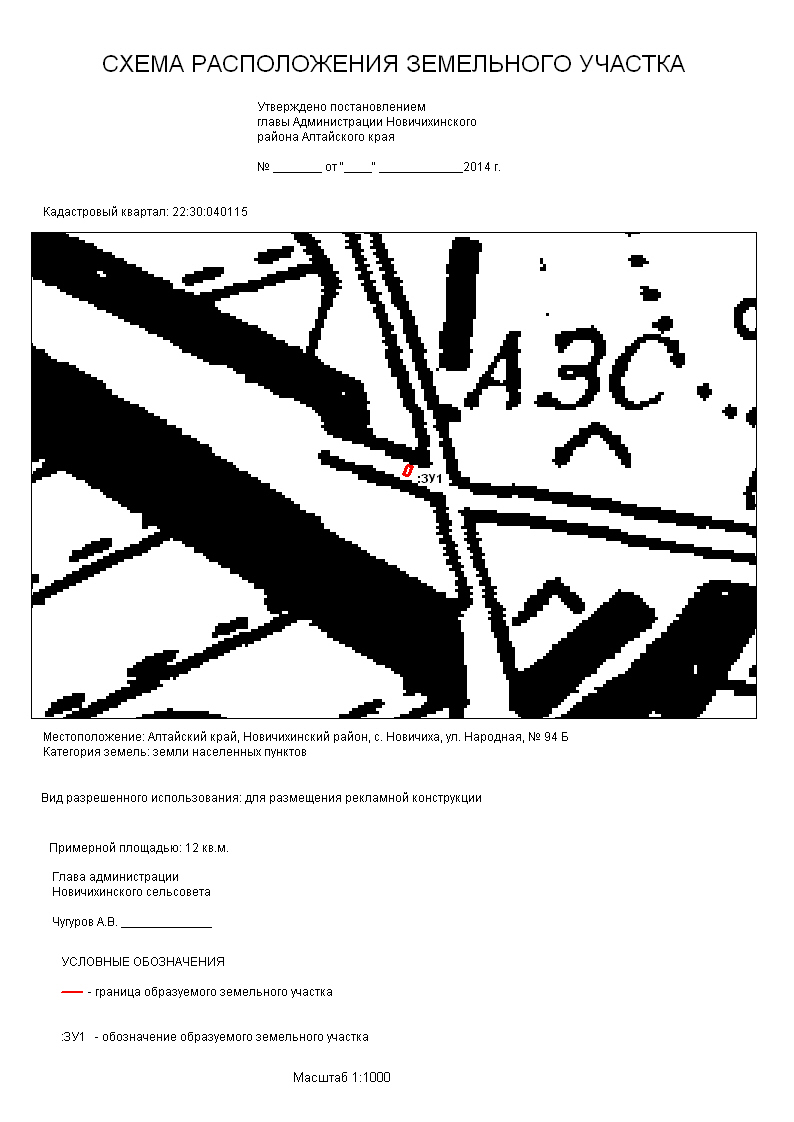 СХЕМА РАСПОЛОЖЕНИЯ ЗЕМЕЛЬНОГО УЧАСТКА
Утверждено постановлением
главы Администрации Новичихинского
района Алтайского края
№ _______ от "____" ____________2014 г.
Кадастровый квартал: 22:30:040115
АЗС
:ЗУ1
Местоположение: Алтайский край, Новичихинский район, с. Новичиха, ул. Народная, № 94 Б
Категория земель: земли населенных пунктов
Вид разрешенного использования: для размещения рекламной конструкции
Примерной площадью: 12 кв.м.
Глава администрации
Новичихинского сельсовета
Чугуров А.В. _____________
УСЛОВНЫЕ ОБОЗНАЧЕНИЯ
- граница образуемого земельного участка
:ЗУ1 - обозначение образуемого земельного участка
Масштаб 1:1000